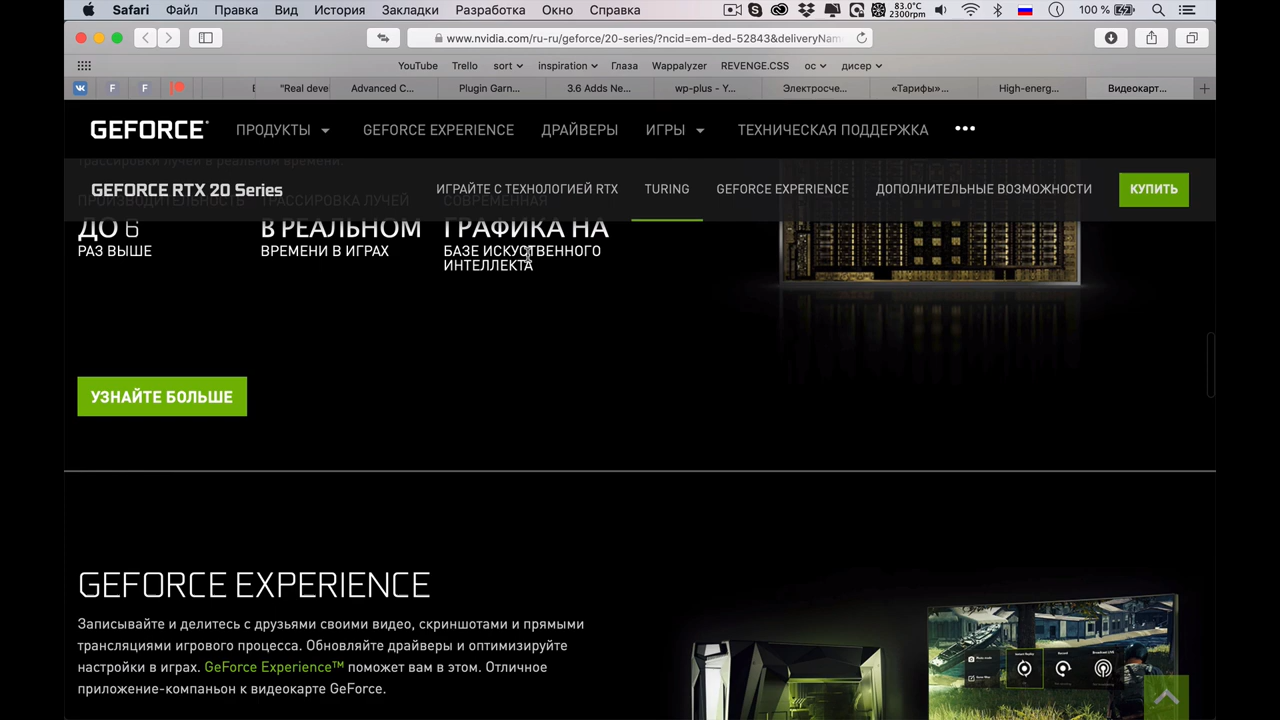 Safari Файл Правка Вид История Закладки Разработка Окно Справка 83.0°C 2300rpm 100 %
www.nvidia.com/ru-ru/geforce/20-series/?ncid=em-ded-52843&deliveryNam
YouTube Trello sort inspiration Глаза Wappalyzer REVENGE.CSS ос дисер
"Real deve Advanced C... Plugin Garn... 3.6 Adds Ne... wp-plus - Y... Электросче... «Тарифы»... High-energ... Видеокарт...
GEFORCE ПРОДУКТЫ GEFORCE EXPERIENCE ДРАЙВЕРЫ ИГРЫ ТЕХНИЧЕСКАЯ ПОДДЕРЖКА •••
трассировки лучей в реальном времени.
GEFORCE RTX 20 Series ИГРАЙТЕ С ТЕХНОЛОГИЕЙ RTX TURING GEFORCE EXPERIENCE ДОПОЛНИТЕЛЬНЫЕ ВОЗМОЖНОСТИ КУПИТЬ
ПРОИЗВОДИТЕЛЬНОСТЬ ТРАССИРОВКА ЛУЧЕЙ СОВРЕМЕННАЯ
ДО 6 В РЕАЛЬНОМ ГРАФИКА НА
РАЗ ВЫШЕ ВРЕМЕНИ В ИГРАХ БАЗЕ ИСКУСТВЕННОГО
ИНТЕЛЛЕКТА
УЗНАЙТЕ БОЛЬШЕ
GEFORCE EXPERIENCE
Записывайте и делитесь с друзьями своими видео, скриншотами и прямыми
трансляциями игрового процесса. Обновляйте драйверы и оптимизируйте
настройки в играх. GeForce Experience™ поможет вам в этом. Отличное
приложение-компаньон к видеокарте GeForce.